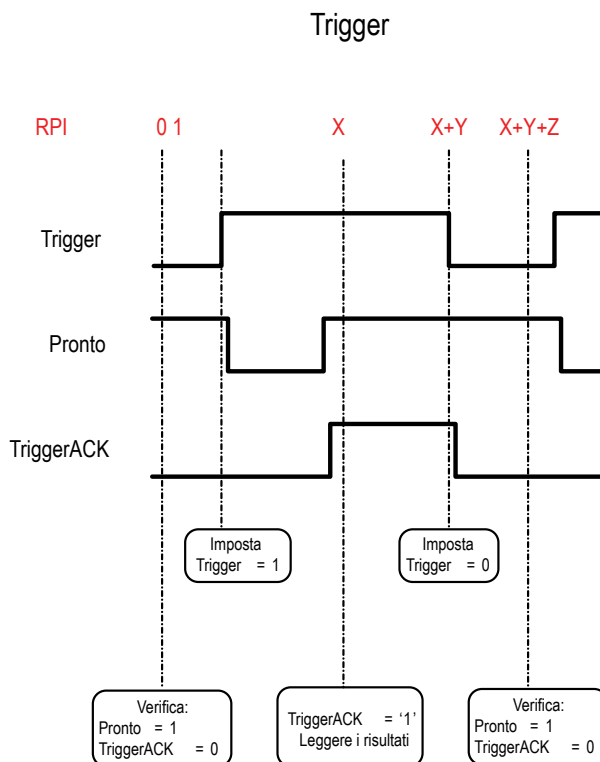 Trigger
RPI 0 1 X X+Y X+Y+Z
Trigger
Pronto
TriggerACK
Imposta
Trigger = 1
Imposta
Trigger = 0
Verifica:
Pronto = 1
TriggerACK = 0
TriggerACK = ‘1’
Leggere i risultati
Verifica:
Pronto = 1
TriggerACK = 0